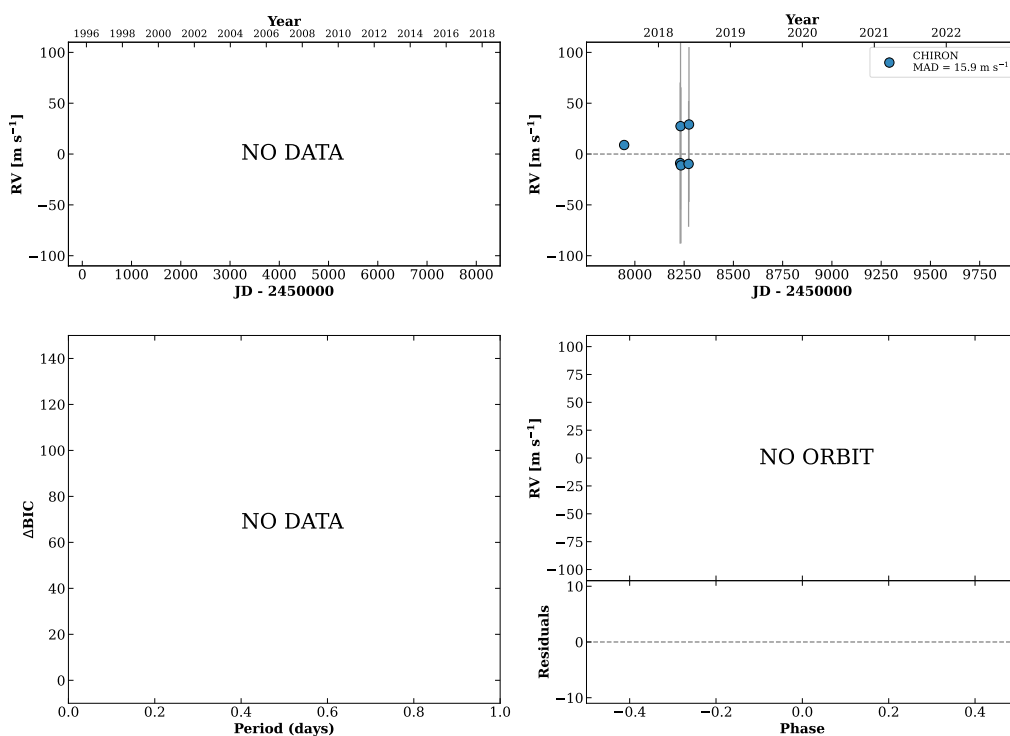 Year
1996 1998 2000 2002 2004 2006 2008 2010 2012 2014 2016 2018
100
50
0
−50
−100
RV [m s⁻¹]
NO DATA
0 1000 2000 3000 4000 5000 6000 7000 8000
JD - 2450000
Year
2018 2019 2020 2021 2022
100
50
0
−50
−100
RV [m s⁻¹]
CHIRON
MAD = 15.9 m s⁻¹
8000 8250 8500 8750 9000 9250 9500 9750
JD - 2450000
140
120
100
80
60
40
20
0
ΔBIC
NO DATA
0.0 0.2 0.4 0.6 0.8 1.0
Period (days)
100
75
50
25
0
−25
−50
−75
−100
RV [m s⁻¹]
NO ORBIT
10
0
−10
Residuals
−0.4 −0.2 0.0 0.2 0.4
Phase